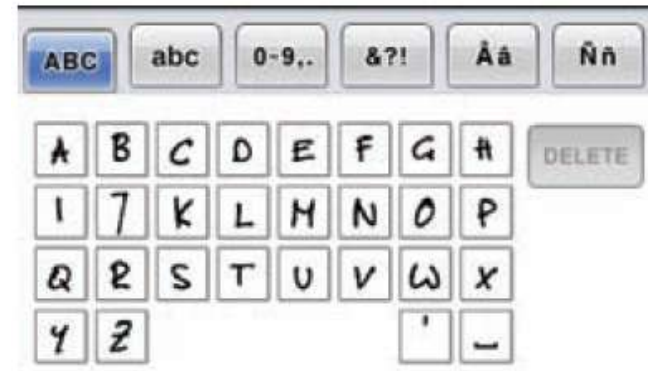 ABC abc 0-9,. &?! Åå Ññ
A B C D E F G H DELETE
I J K L M N O P
Q R S T U V W X
Y Z ' _